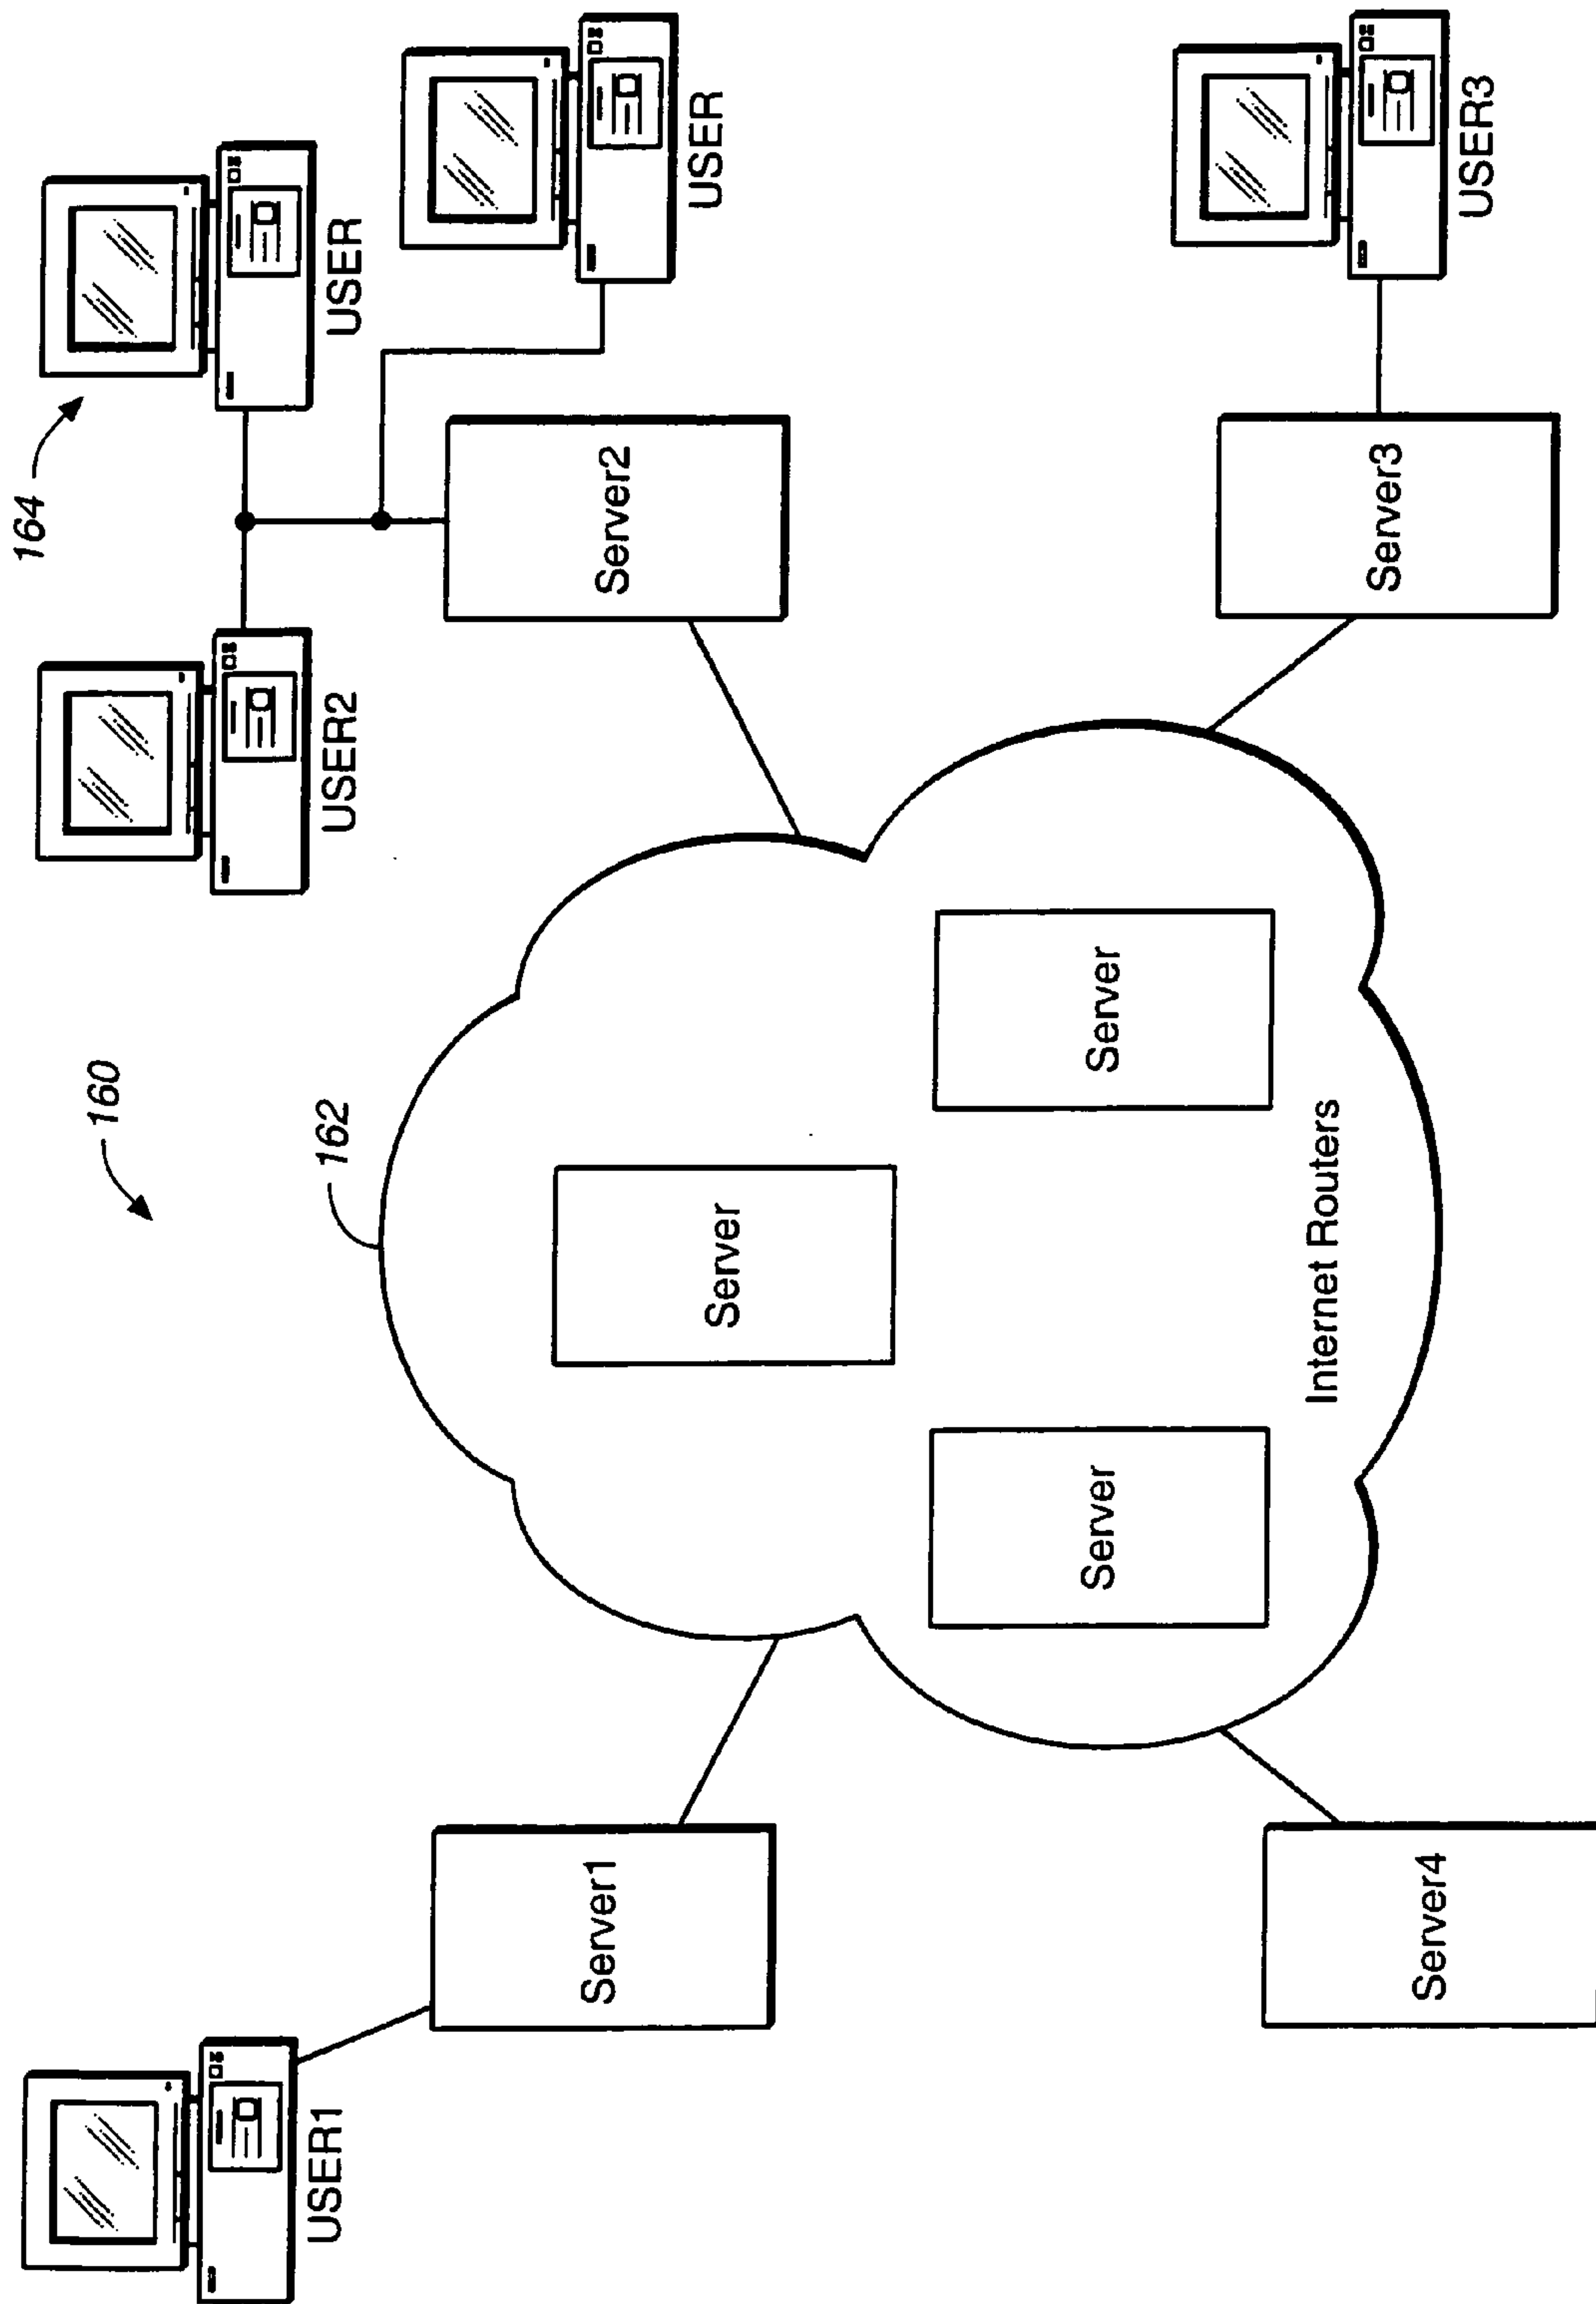 160
164
162
USER1
USER2
USER
USER
Server1
Server2
Server
Server
Server
Internet Routers
Server4
Server3
USER3